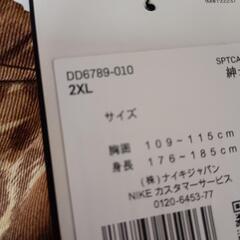 DD6789-010
SPTCA
2XL
紳
サイズ
胸囲 109~115cm
身長 176~185cm
(株)ナイキジャパン
NIKE カスタマーサービス
0120-6453-77